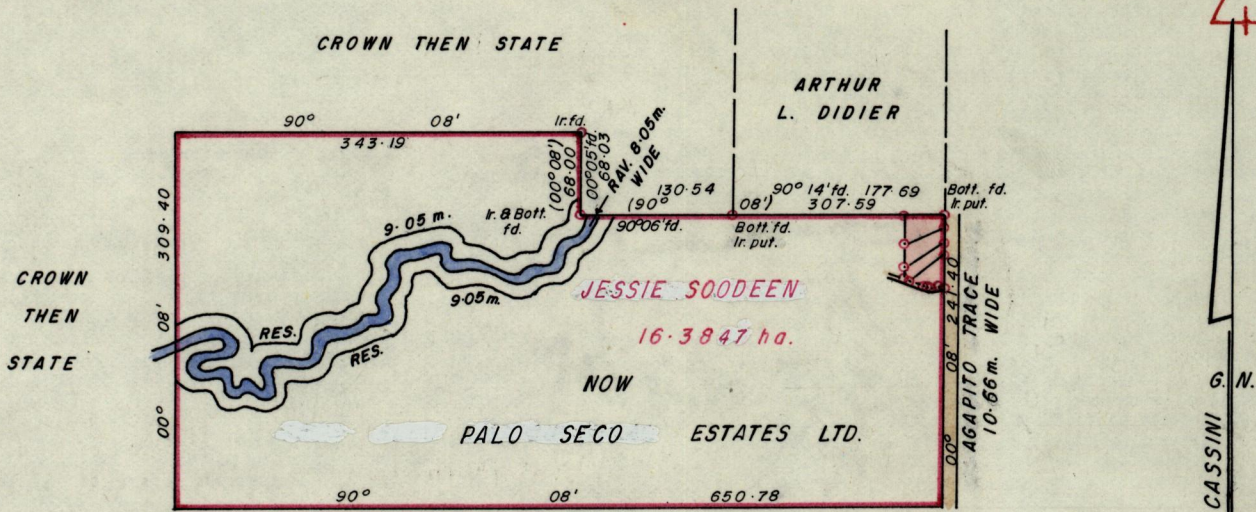 CROWN THEN STATE
ARTHUR
L. DIDIER
90° 08'
343·19
Ir.fd.
(00° 08')
68.00
00°05'fd.
68·03
RAV. 8·05m.
WIDE
130·54
(90° 08')
90°06'fd.
90° 14'fd. 177·69
307·59
Bott. fd.
Ir. put.
Ir. & Bott.
fd.
Bott. fd.
Ir. put.
309·40
00° 08'
9·05 m.
9·05m.
RES.
RES.
CROWN
THEN
STATE
JESSIE SOODEEN
16·3847 ha.
NOW
PALO SECO ESTATES LTD.
00° 08' 241·40
AGAPITO TRACE
10·66m. WIDE
90° 08' 650·78
G. N.
CASSINI